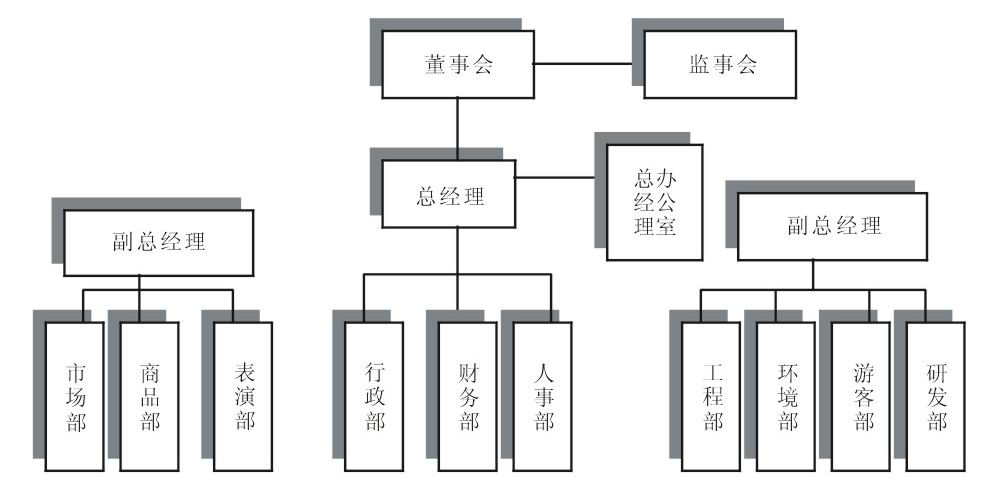 董事会
监事会
总经理
总经理办公室
副总经理
副总经理
市场部
商品部
表演部
行政部
财务部
人事部
工程部
环境部
游客部
研发部